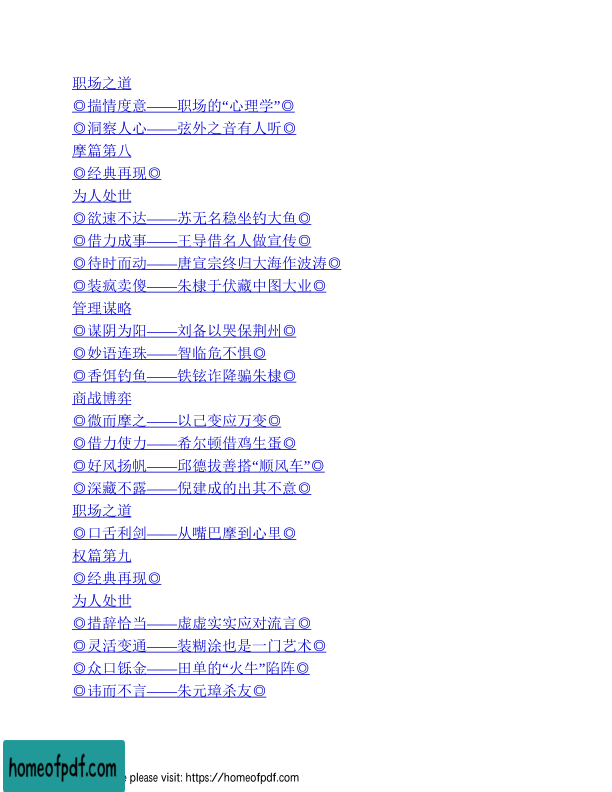 职场之道
◎揣情度意——职场的“心理学”◎
◎洞察人心——弦外之音有人听◎
摩篇第八
◎经典再现◎
为人处世
◎欲速不达——苏无名稳坐钓大鱼◎
◎借力成事——王导借名人做宣传◎
◎待时而动——唐宣宗终归大海作波涛◎
◎装疯卖傻——朱棣于伏藏中图大业◎
管理谋略
◎谋阴为阳——刘备以哭保荆州◎
◎妙语连珠——智临危不惧◎
◎香饵钓鱼——铁铉诈降骗朱棣◎
商战博弈
◎微而摩之——以己变应万变◎
◎借力使力——希尔顿借鸡生蛋◎
◎好风扬帆——邱德拔善搭“顺风车”◎
◎深藏不露——倪建成的出其不意◎
职场之道
◎口舌利剑——从嘴巴摩到心里◎
权篇第九
◎经典再现◎
为人处世
◎措辞恰当——虚虚实实应对流言◎
◎灵活变通——装糊涂也是一门艺术◎
◎众口铄金——田单的“火牛”陷阵◎
◎讳而不言——朱元璋杀友◎
homeofpdf.com
e please visit: https://homeofpdf.com